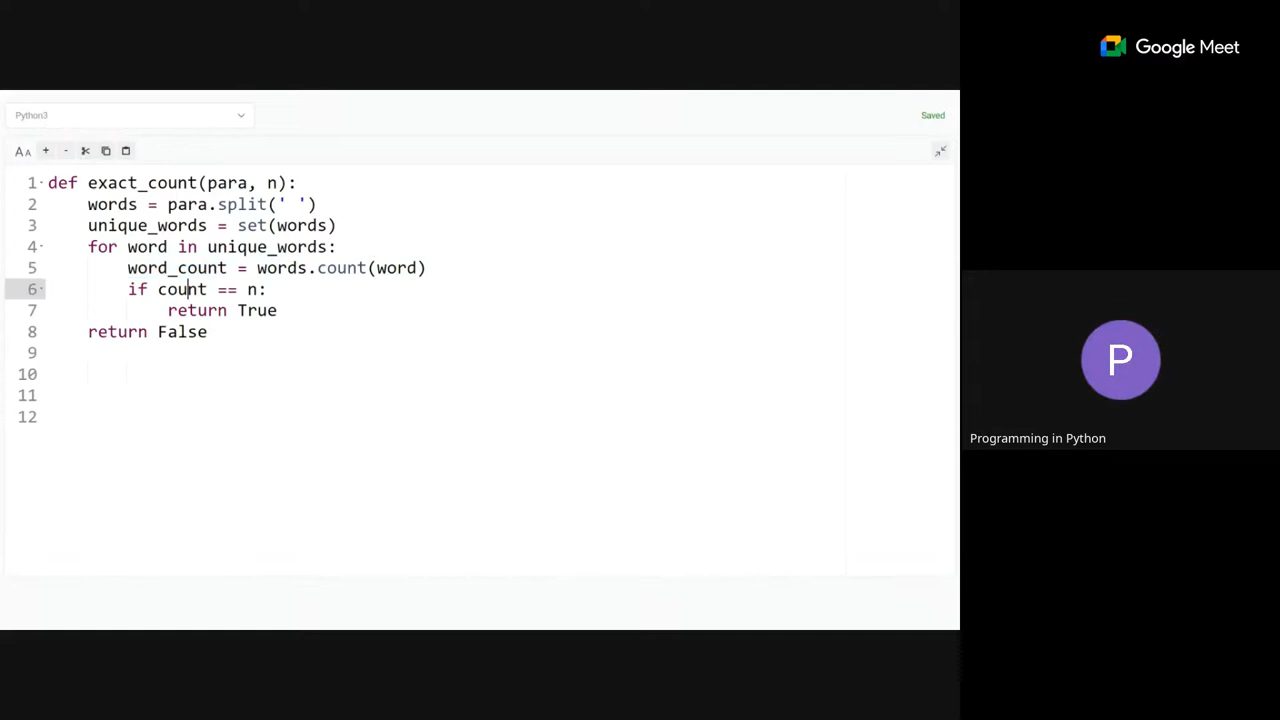 Google Meet
Python3
Saved
AA + -
1 def exact_count(para, n):
2     words = para.split(' ')
3     unique_words = set(words)
4     for word in unique_words:
5         word_count = words.count(word)
6         if count == n:
7             return True
8     return False
9
10
11
12
P
Programming in Python